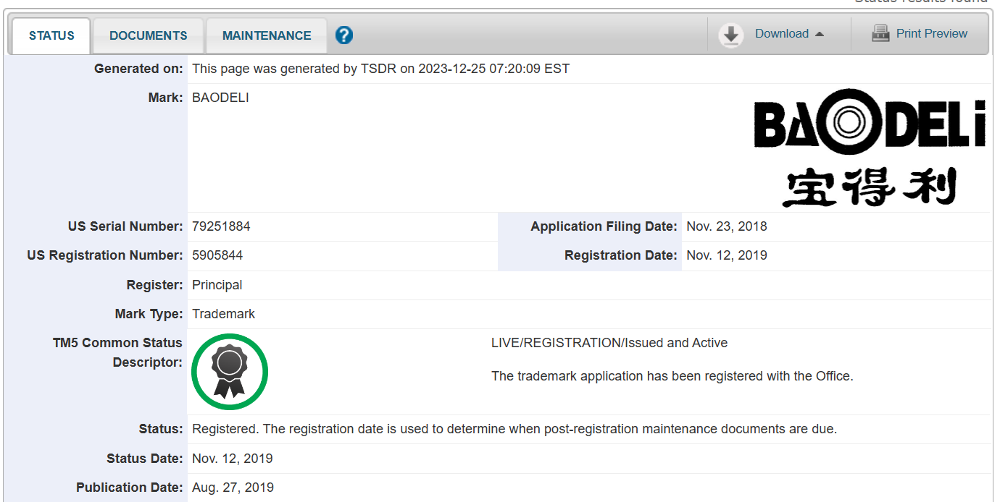 Status results found
STATUS DOCUMENTS MAINTENANCE ? Download Print Preview
Generated on: This page was generated by TSDR on 2023-12-25 07:20:09 EST
Mark: BAODELI
BAODELi
宝得利
US Serial Number: 79251884 Application Filing Date: Nov. 23, 2018
US Registration Number: 5905844 Registration Date: Nov. 12, 2019
Register: Principal
Mark Type: Trademark
TM5 Common Status
Descriptor:
LIVE/REGISTRATION/Issued and Active
The trademark application has been registered with the Office.
Status: Registered. The registration date is used to determine when post-registration maintenance documents are due.
Status Date: Nov. 12, 2019
Publication Date: Aug. 27, 2019